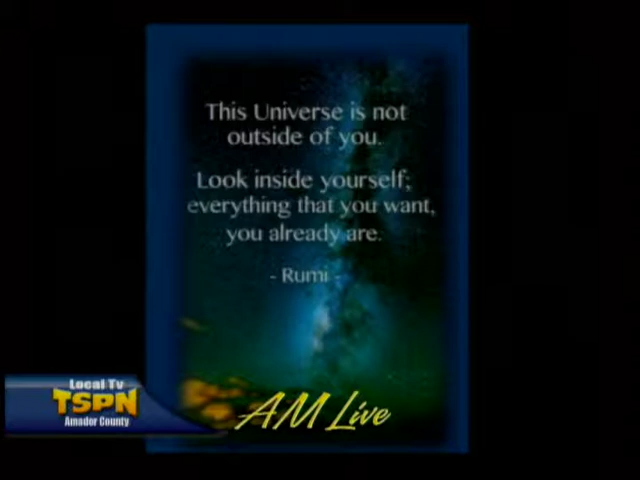 This Universe is not
outside of you.
Look inside yourself;
everything that you want,
you already are.
- Rumi -
Local Tv
TSPN
Amador County
AM Live